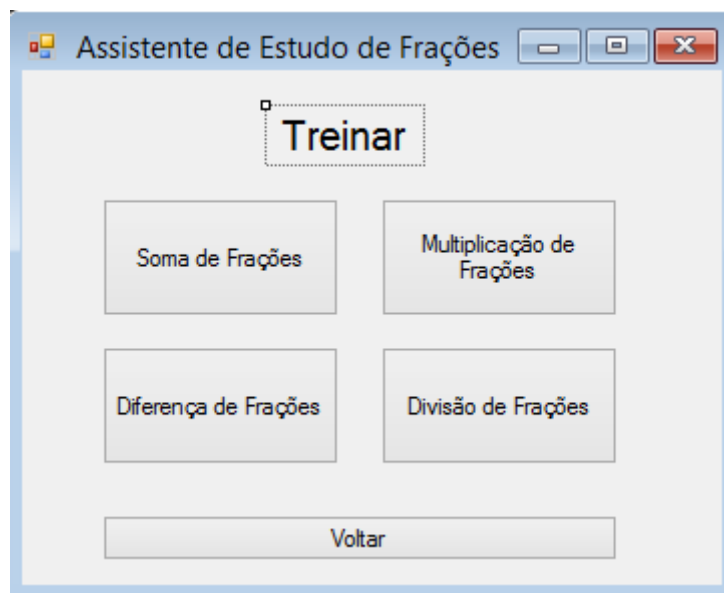 Assistente de Estudo de Frações
Treinar
Soma de Frações
Multiplicação de
Frações
Diferença de Frações
Divisão de Frações
Voltar